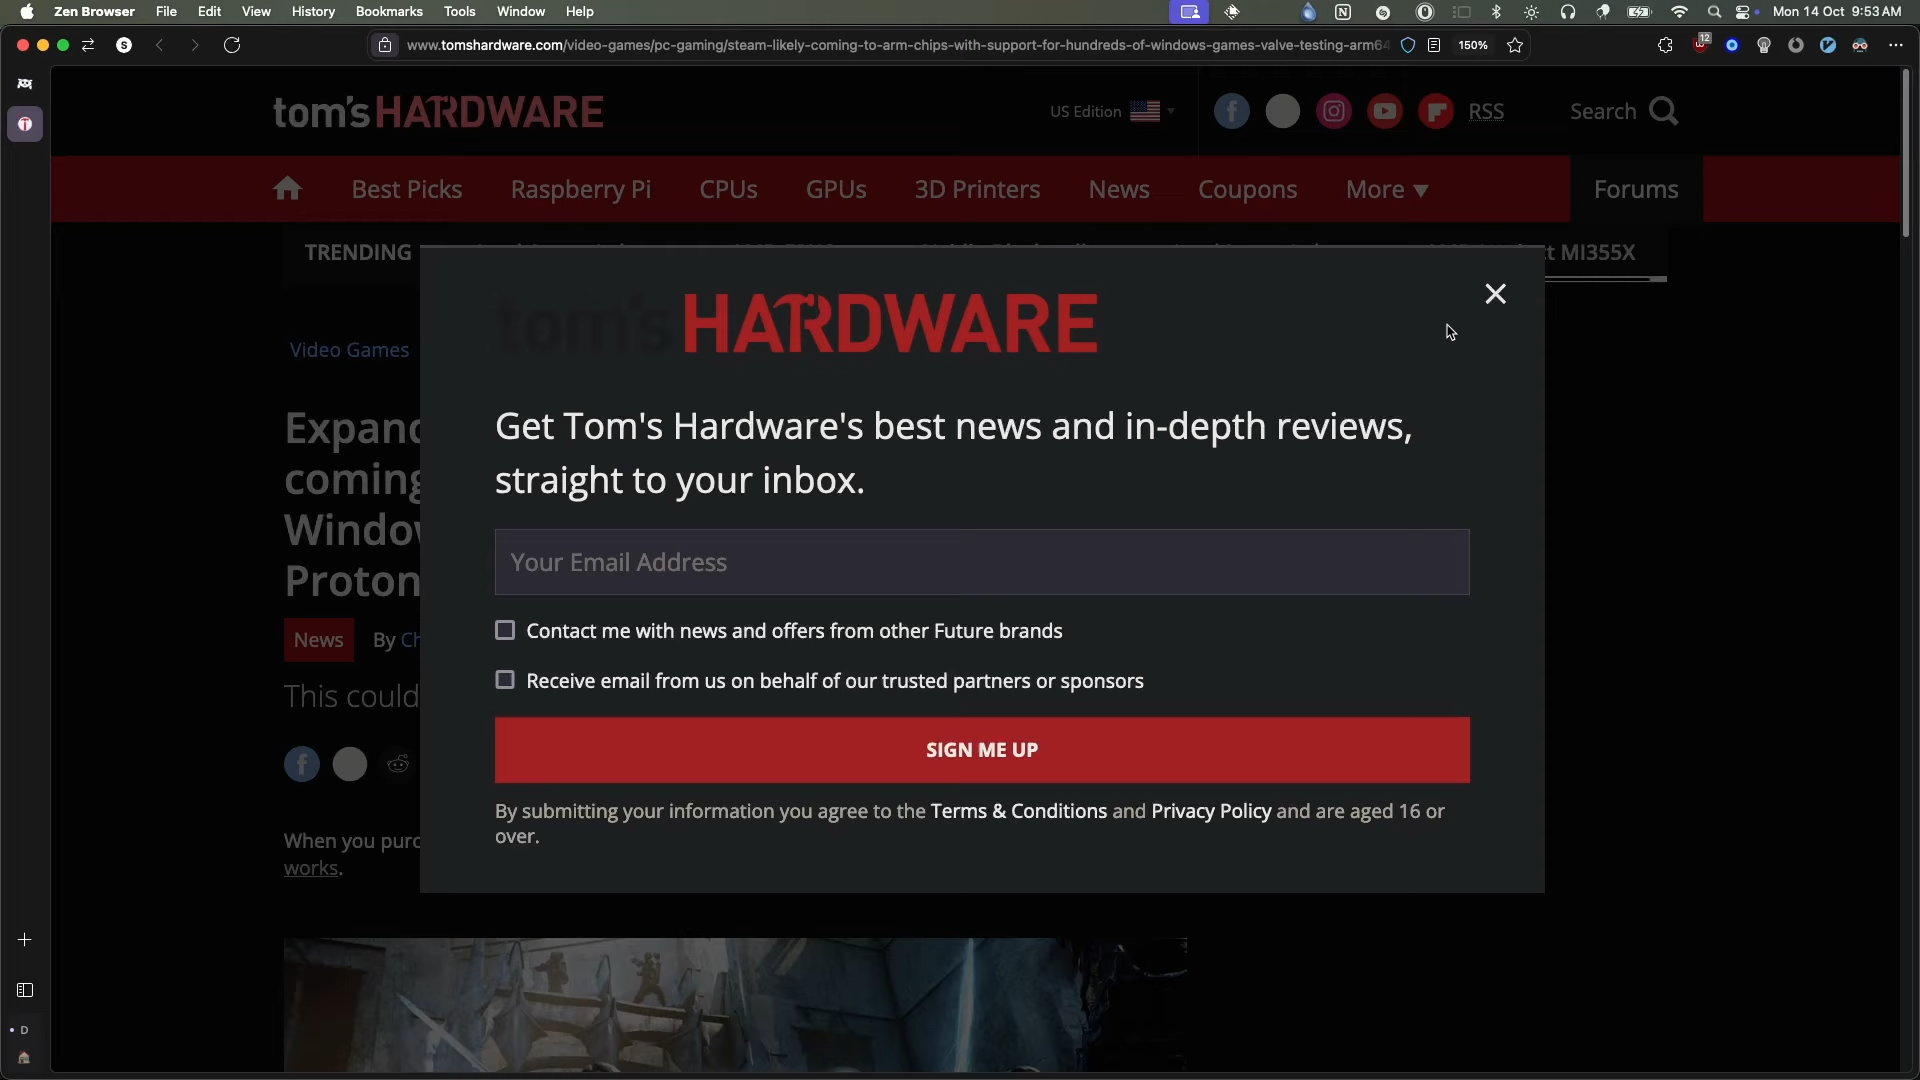 Zen Browser File Edit View History Bookmarks Tools Window Help Mon 14 Oct 9:53 AM
S www.tomshardware.com/video-games/pc-gaming/steam-likely-coming-to-arm-chips-with-support-for-hundreds-of-windows-games-valve-testing-arm64 150% 12
tom's HARDWARE US Edition RSS Search
Best Picks Raspberry Pi CPUs GPUs 3D Printers News Coupons More ▼ Forums
TRENDING MI355X
tom's HARDWARE
Video Games
Get Tom's Hardware's best news and in-depth reviews,
straight to your inbox.
Your Email Address
Contact me with news and offers from other Future brands
Receive email from us on behalf of our trusted partners or sponsors
SIGN ME UP
By submitting your information you agree to the Terms & Conditions and Privacy Policy and are aged 16 or
over.
Expand
coming
Window
Proton
News By Ch
This could
When you purc
works.
D